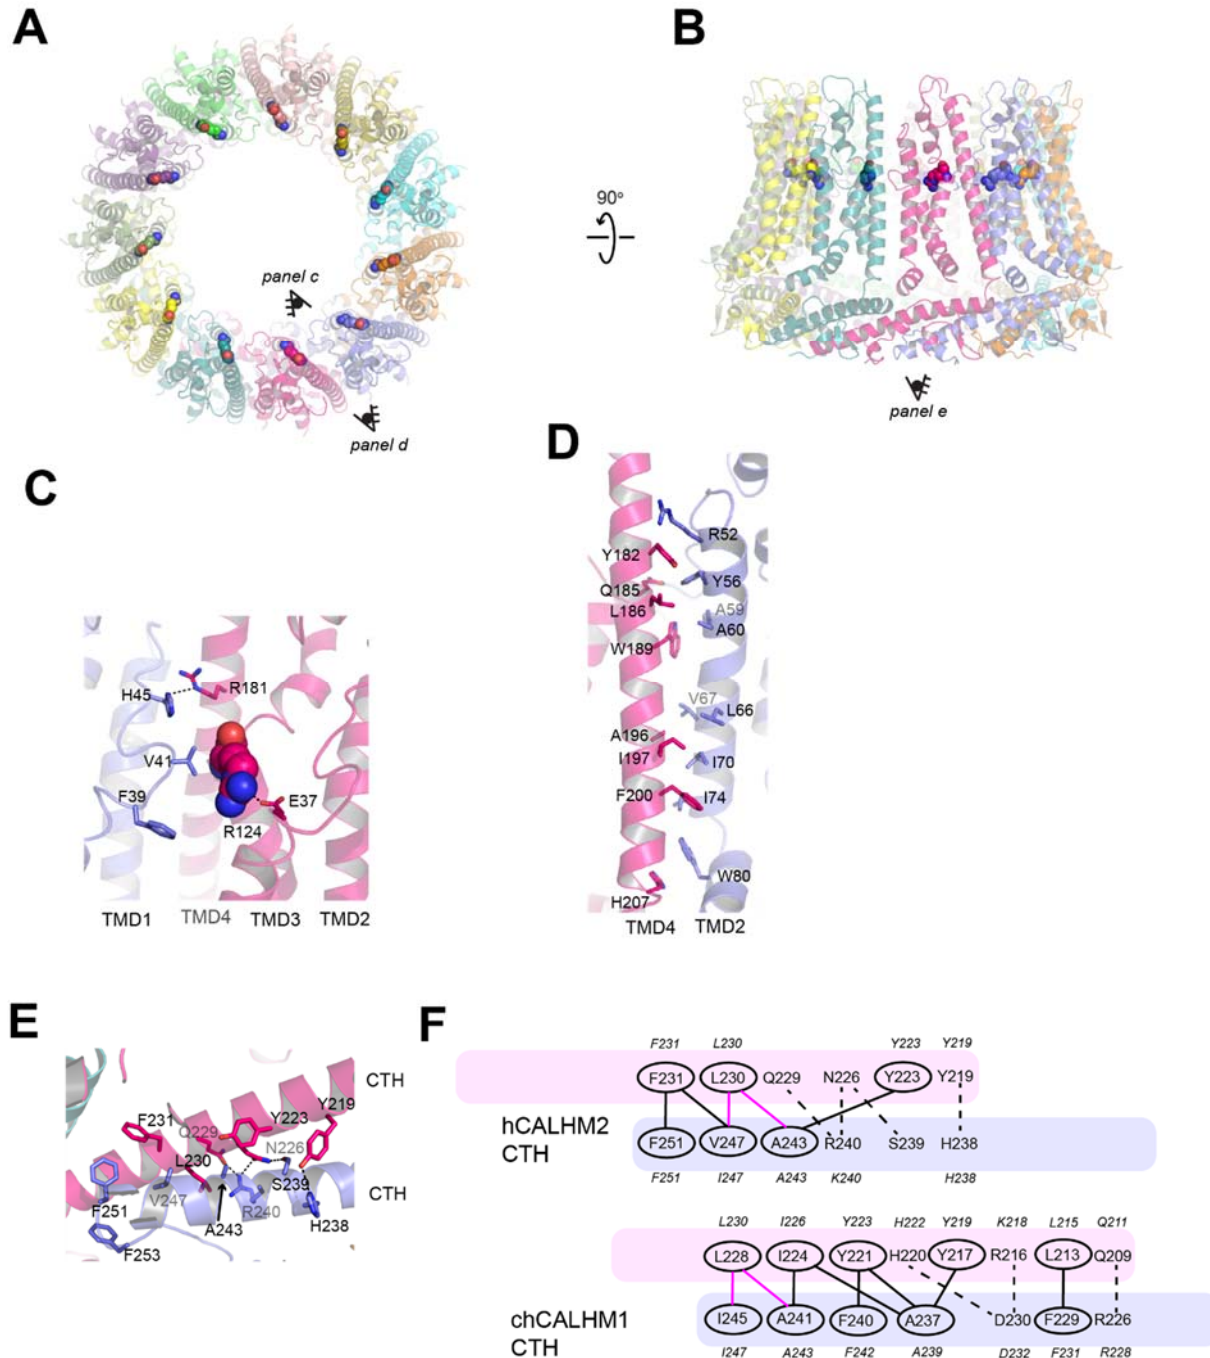 A
B
90°
panel c
panel d
panel e
C
D
H45
R181
V41
F39
E37
R124
TMD1
TMD4
TMD3
TMD2
R52
Y182
Y56
Q185
A59
L186
A60
W189
V67
L66
A196
I197
I70
F200
I74
W80
H207
TMD4
TMD2
E
F
CTH
F231
Q229
Y223
Y219
L230
N226
S239
CTH
V247
R240
F251
A243
H238
F253
F231 L230 Y223 Y219
F231 L230 Q229 N226 Y223 Y219
hCALHM2
CTH
F251 V247 A243 R240 S239 H238
F251 I247 A243 K240 H238
L230 I226 Y223 H222 Y219 K218 L215 Q211
L228 I224 Y221 H220 Y217 R216 L213 Q209
chCALHM1
CTH
I245 A241 F240 A237 D230 F229 R226
I247 A243 F242 A239 D232 F231 R228